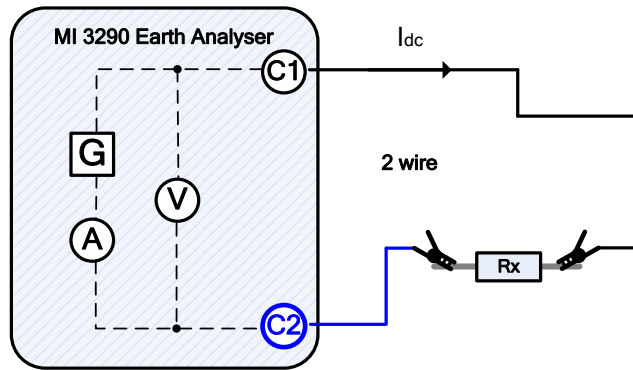 MI 3290 Earth Analyser
Idc
C1
G
2 wire
V
A
Rx
C2